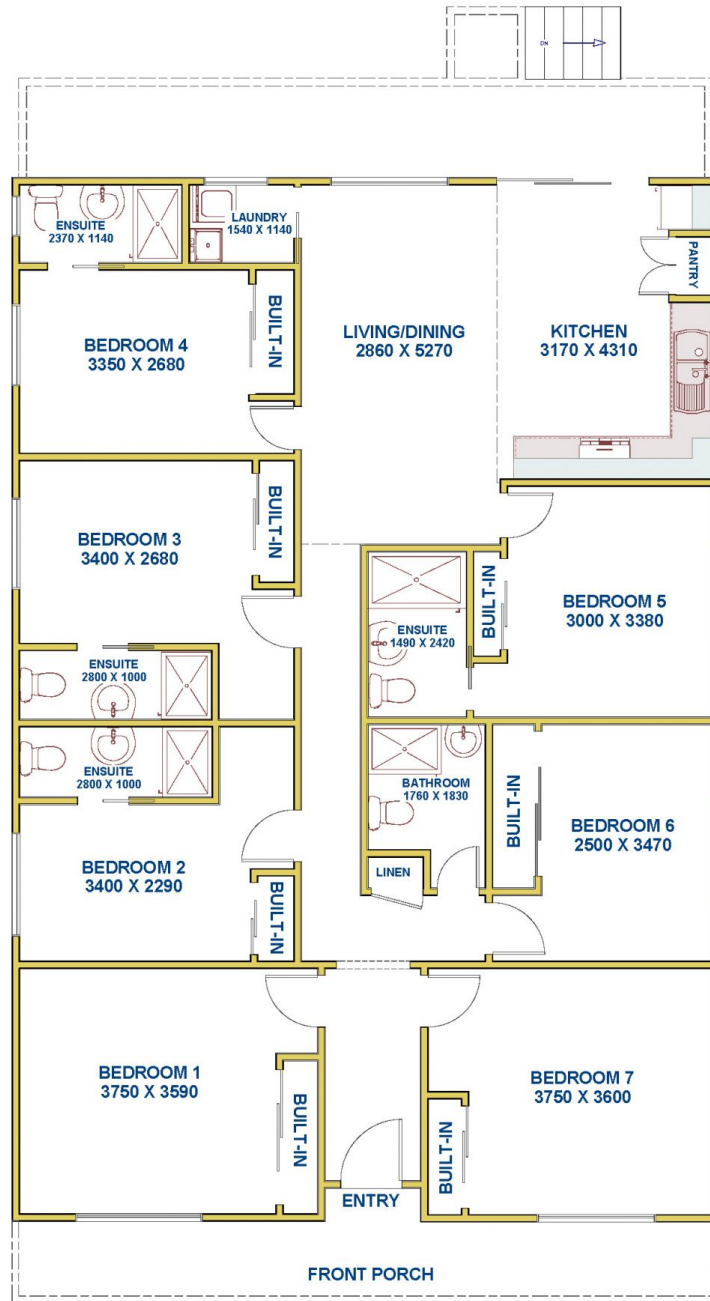 DN
ENSUITE
2370 X 1140
LAUNDRY
1540 X 1140
PANTRY
BEDROOM 4
3350 X 2680
BUILT-IN
LIVING/DINING
2860 X 5270
KITCHEN
3170 X 4310
BEDROOM 3
3400 X 2680
BUILT-IN
BUILT-IN
BEDROOM 5
3000 X 3380
ENSUITE
1490 X 2420
ENSUITE
2800 X 1000
ENSUITE
2800 X 1000
BATHROOM
1760 X 1830
BUILT-IN
BEDROOM 6
2500 X 3470
BEDROOM 2
3400 X 2290
BUILT-IN
LINEN
BEDROOM 1
3750 X 3590
BUILT-IN
BEDROOM 7
3750 X 3600
BUILT-IN
ENTRY
FRONT PORCH